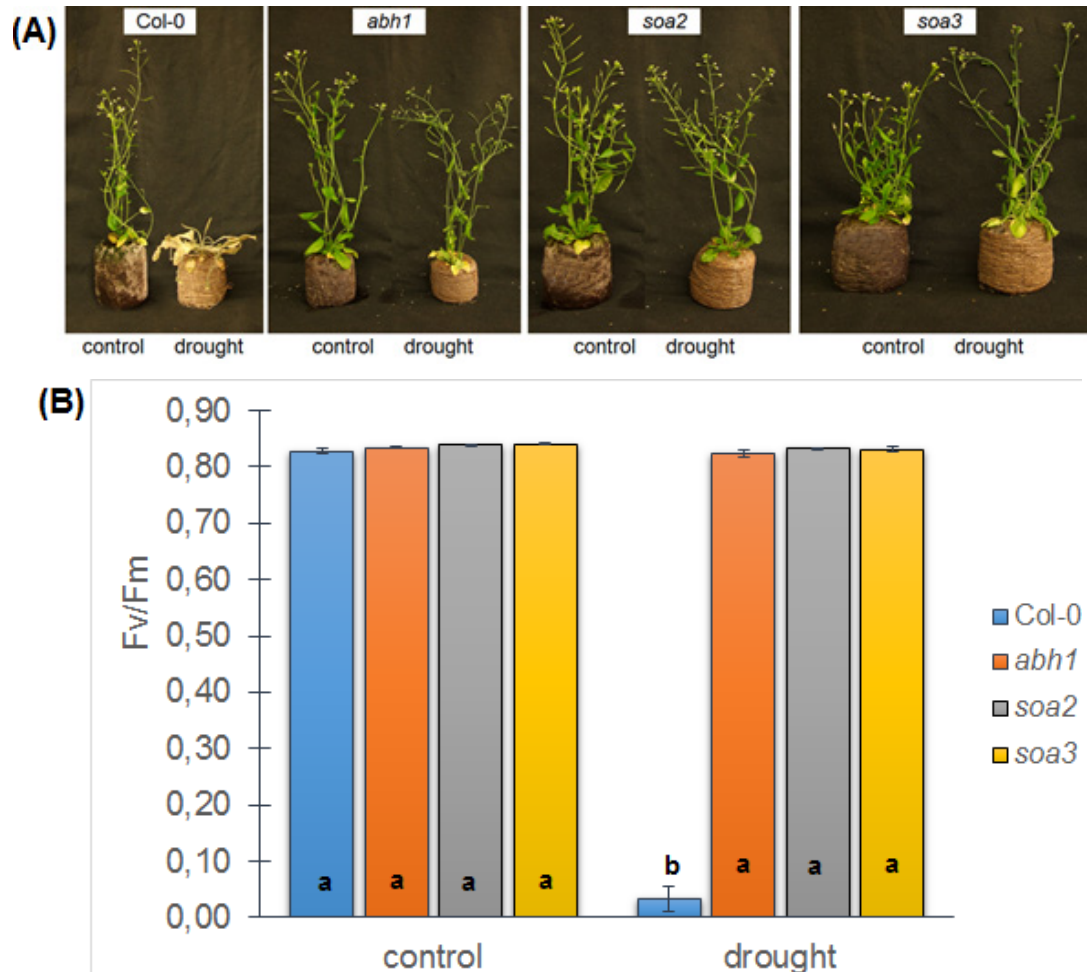 (A)
Col-0 abh1 soa2 soa3
control drought control drought control drought control drought
(B)
0,90
0,80
0,70
0,60
0,50
0,40
0,30
0,20
0,10
0,00
Fv/Fm
a a a a b a a a
control drought
Col-0
abh1
soa2
soa3